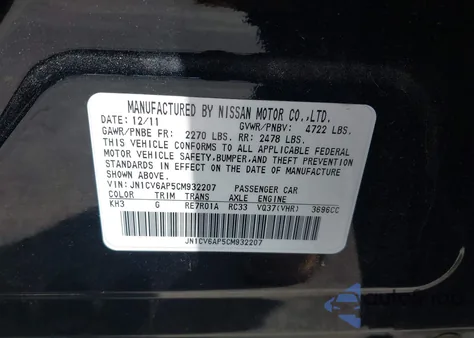 MANUFACTURED BY NISSAN MOTOR CO.,LTD.
DATE: 12/11 GVWR/PNBV: 4722 LBS.
GAWR/PNBE FR: 2270 LBS. RR: 2478 LBS.
THIS VEHICLE CONFORMS TO ALL APPLICABLE FEDERAL
MOTOR VEHICLE SAFETY,BUMPER,AND THEFT PREVENTION
STANDARDS IN EFFECT ON THE DATE OF MANUFACTURE
SHOWN ABOVE.
VIN: JN1CV6AP5CM932207 PASSENGER CAR
COLOR TRIM TRANS AXLE ENGINE
KH3 G RE7R01A RC33 VQ37(VHR) 3696CC
JN1CV6AP5CM932207